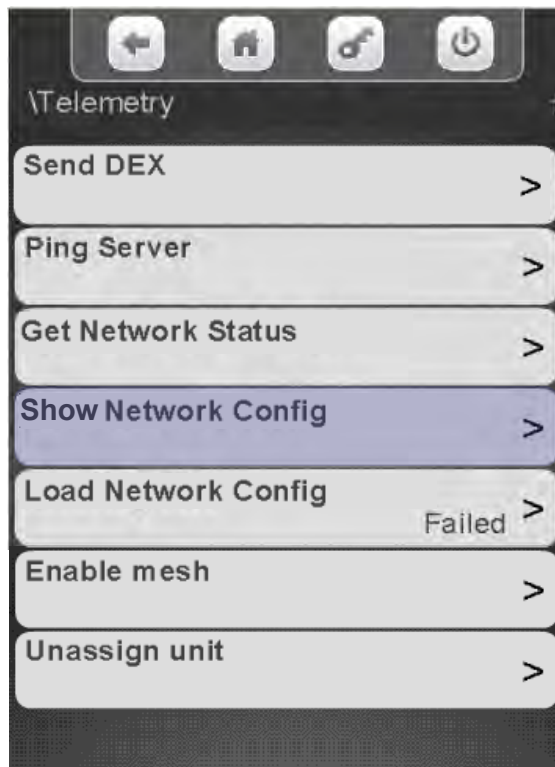 \Telemetry
Send DEX
>
Ping Server
>
Get Network Status
>
Show Network Config
>
Load Network Config
Failed >
Enable mesh
>
Unassign unit
>